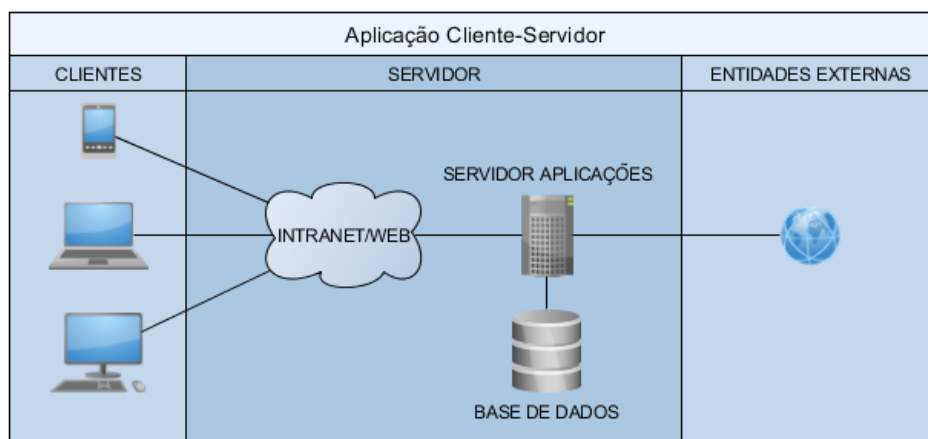 Aplicação Cliente-Servidor
CLIENTES
SERVIDOR
ENTIDADES EXTERNAS
SERVIDOR APLICAÇÕES
INTRANET/WEB
BASE DE DADOS